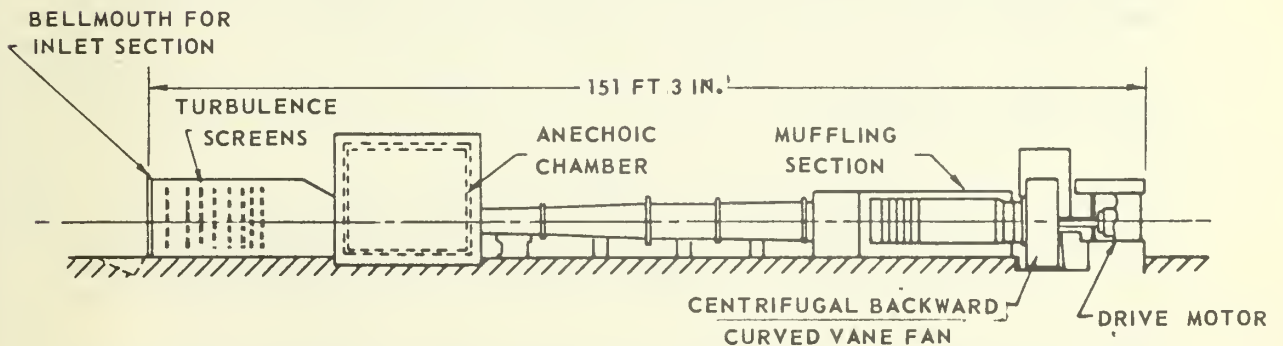 BELLMOUTH FOR
INLET SECTION
151 FT 3 IN.
TURBULENCE
SCREENS
ANECHOIC
CHAMBER
MUFFLING
SECTION
CENTRIFUGAL BACKWARD
CURVED VANE FAN
DRIVE MOTOR